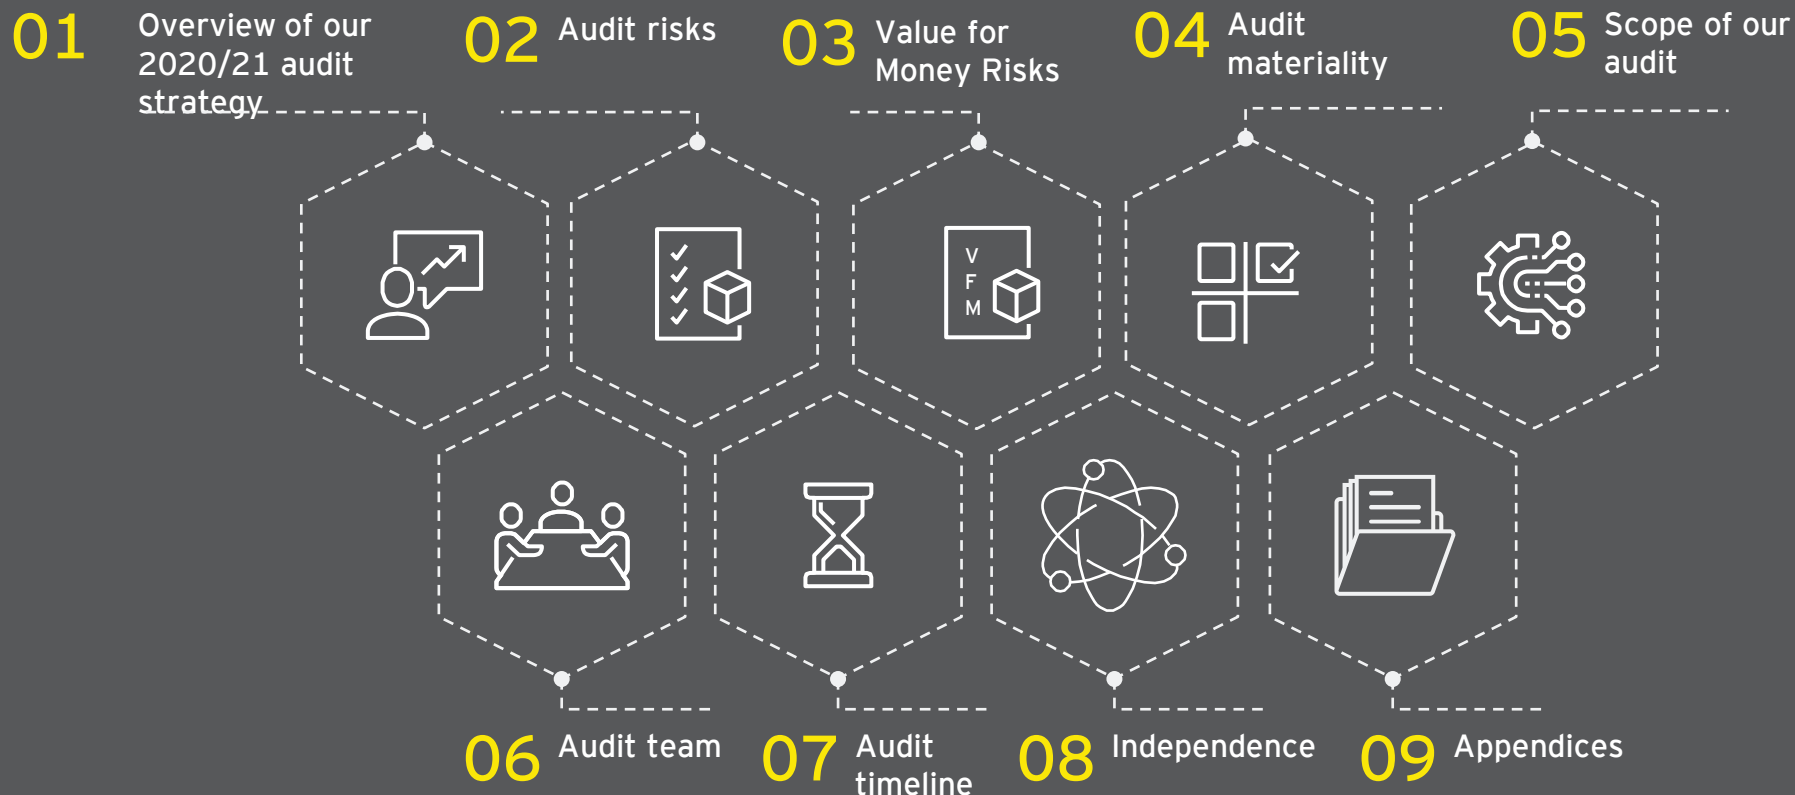 01 Overview of our
2020/21 audit
strategy
02 Audit risks
03 Value for
Money Risks
04 Audit
materiality
05 Scope of our
audit
V
F
M
06 Audit team
07 Audit
timeline
08 Independence
09 Appendices